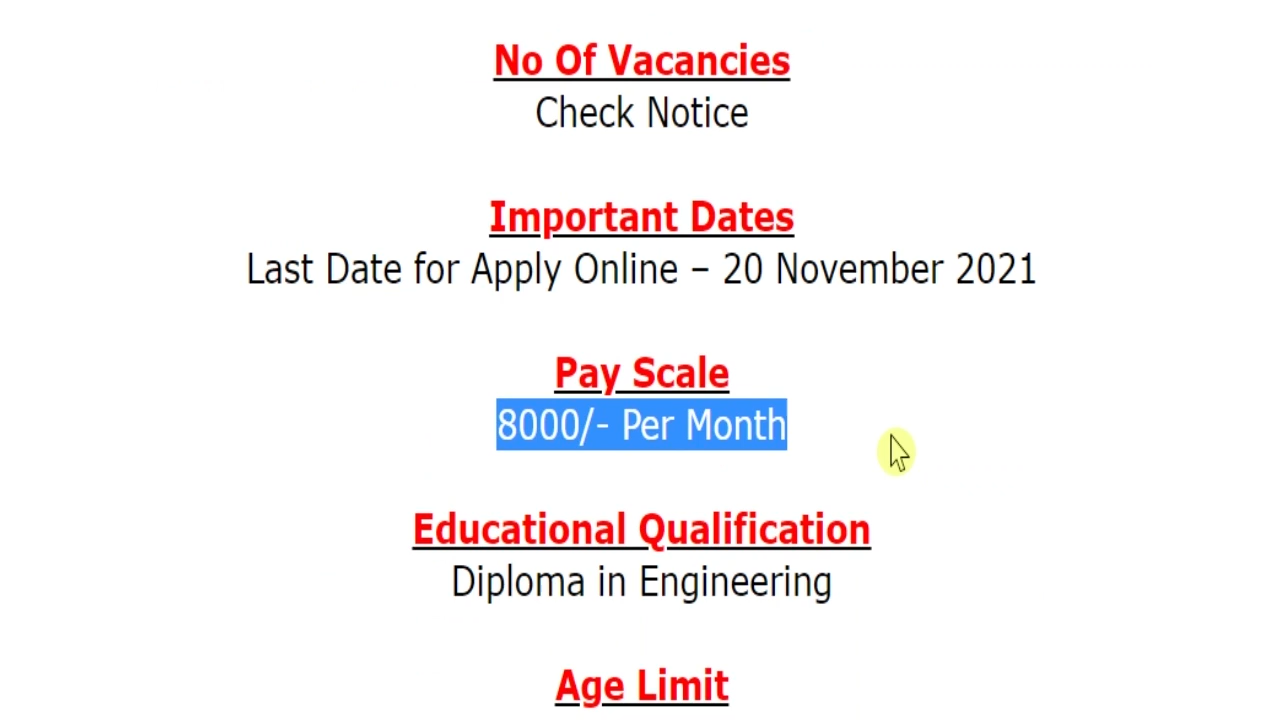 No Of Vacancies
Check Notice
Important Dates
Last Date for Apply Online – 20 November 2021
Pay Scale
8000/- Per Month
Educational Qualification
Diploma in Engineering
Age Limit